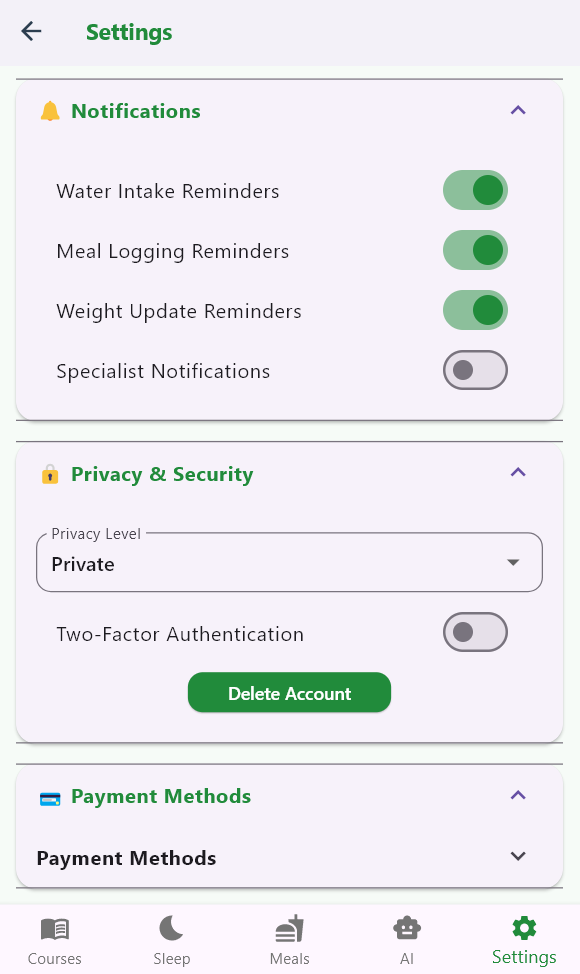 Settings
Notifications
Water Intake Reminders
Meal Logging Reminders
Weight Update Reminders
Specialist Notifications
Privacy & Security
Privacy Level
Private
Two-Factor Authentication
Delete Account
Payment Methods
Payment Methods
Courses Sleep Meals AI Settings